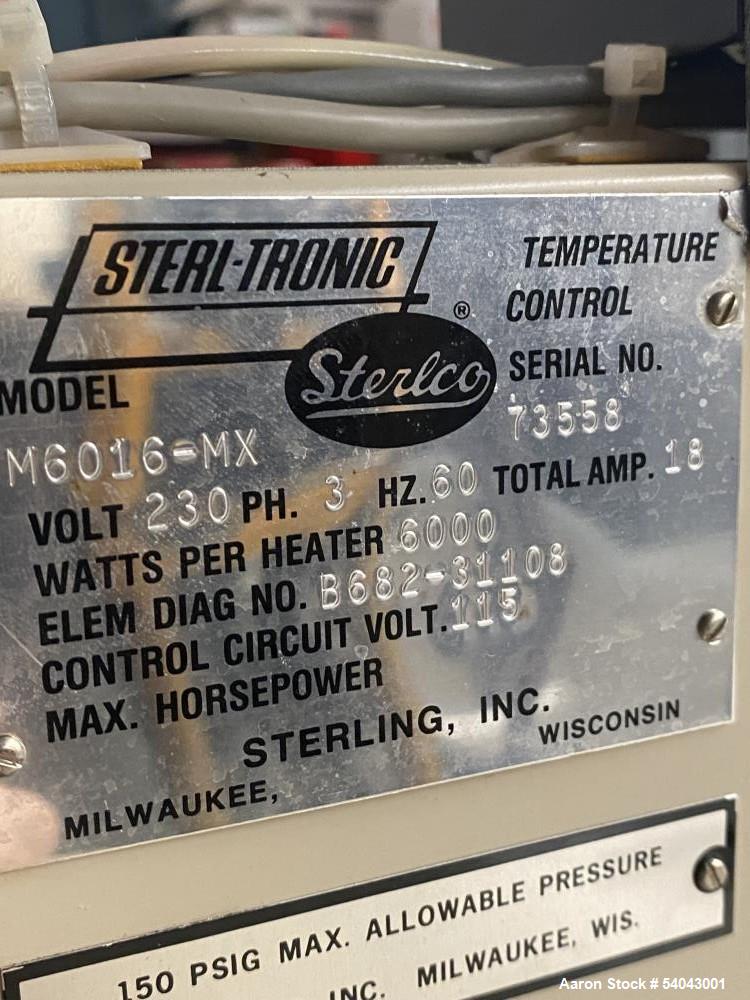 STERL-TRONIC
Sterlco ®
TEMPERATURE
CONTROL
SERIAL NO.
73558
MODEL
M6016-MX
VOLT 230 PH. 3 HZ. 60 TOTAL AMP. 18
WATTS PER HEATER 6000
ELEM DIAG NO. B682-31108
CONTROL CIRCUIT VOLT. 115
MAX. HORSEPOWER
STERLING, INC.
MILWAUKEE, WISCONSIN
150 PSIG MAX. ALLOWABLE PRESSURE
INC. MILWAUKEE, WIS.
Aaron Stock # 54043001